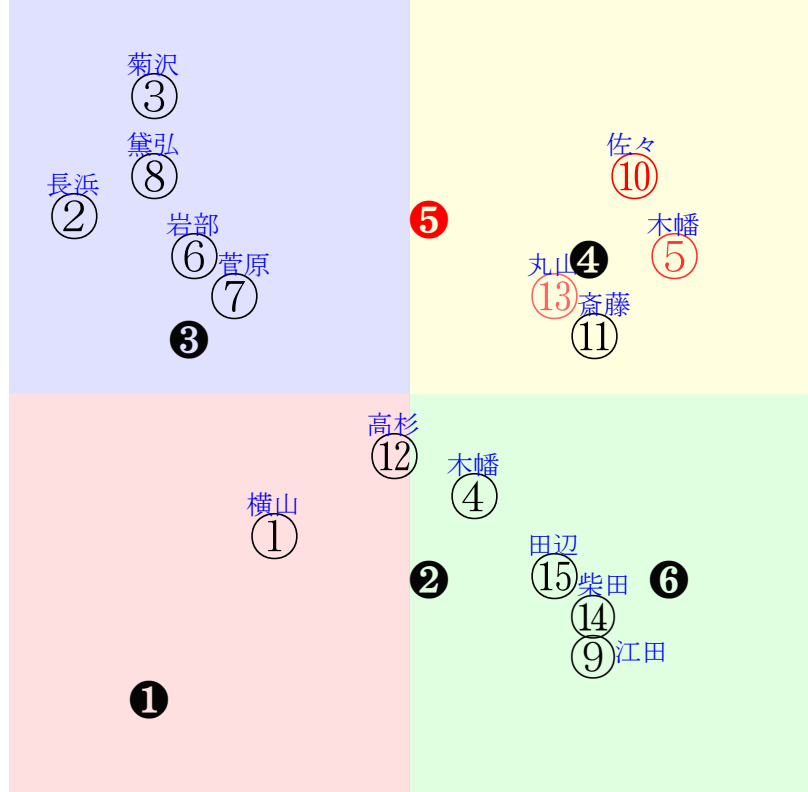 菊沢
③
黛弘
⑧
長浜
②
岩部
⑥
菅原
⑦
❸
佐々
⑩
❺
木幡
⑤
丸山
❹
⑬
斎藤
⑪
高杉
⑫
木幡
④
横山
①
❷
田辺
⑮
柴田
❻
⑭
⑨江田
❶